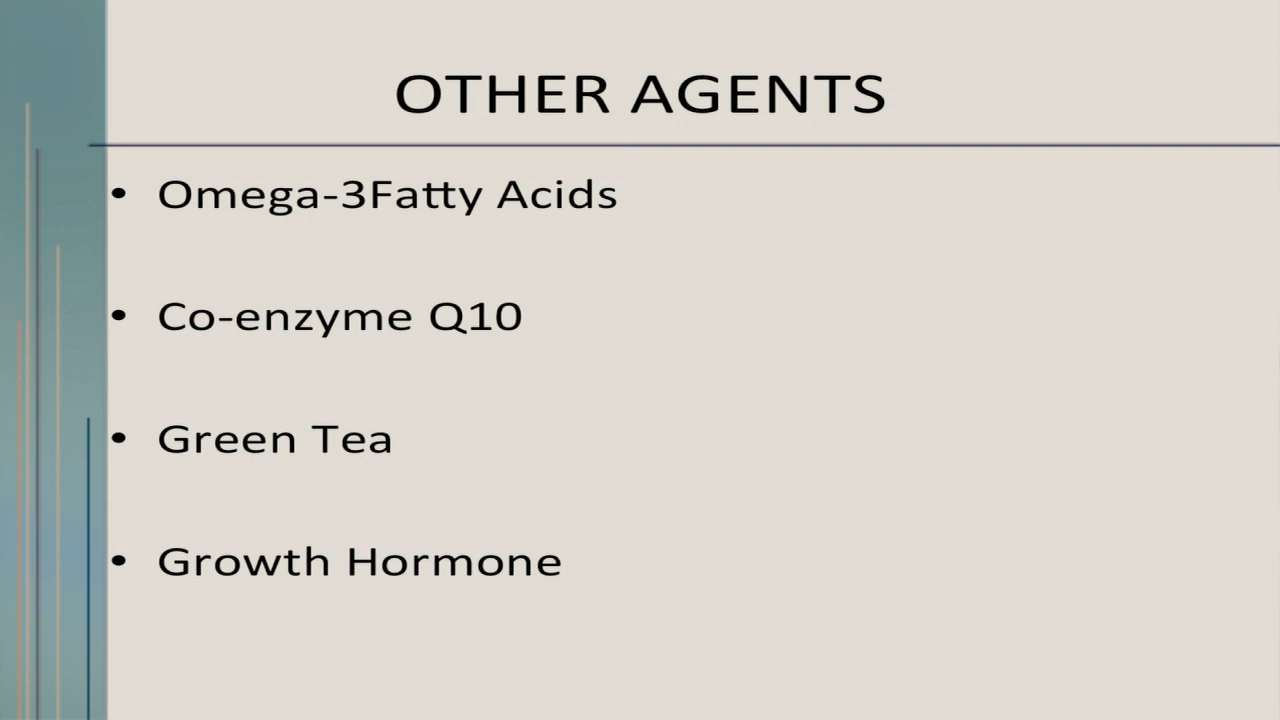 OTHER AGENTS
• Omega-3Fatty Acids
• Co-enzyme Q10
• Green Tea
• Growth Hormone